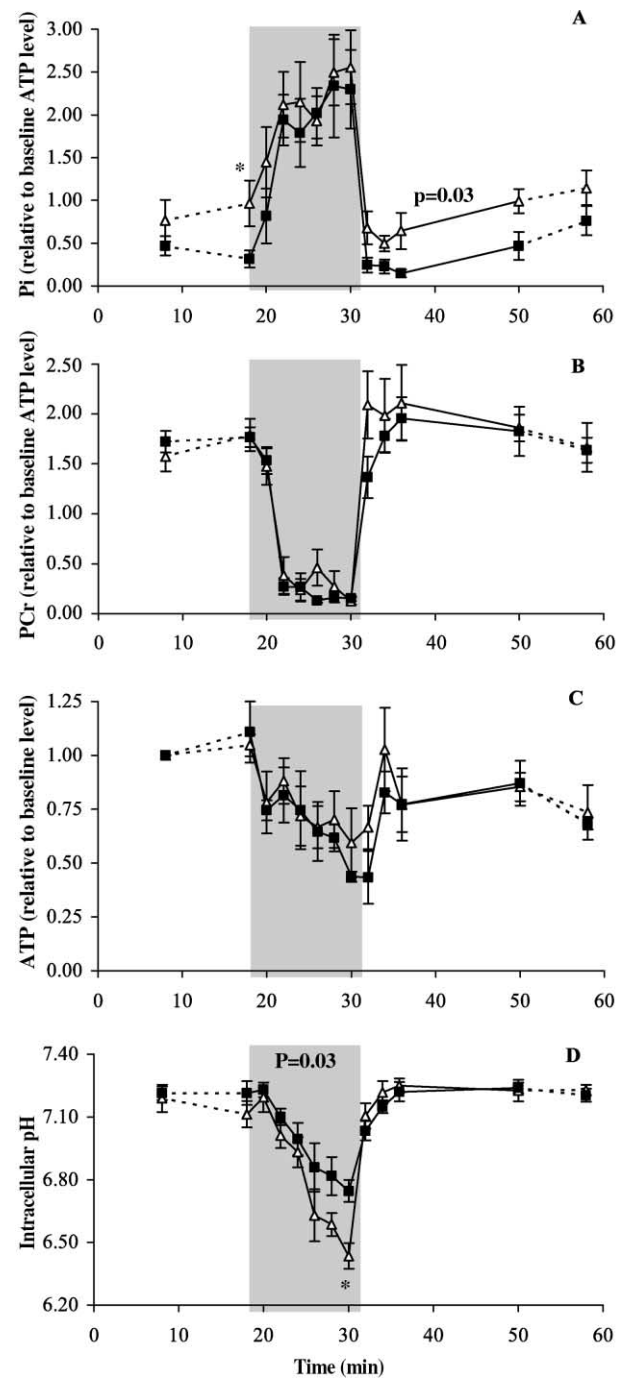 A
3.00
2.50
2.00
1.50
1.00
0.50
0.00
Pi (relative to baseline ATP level)
*
p=0.03
0 10 20 30 40 50 60
B
2.50
2.00
1.50
1.00
0.50
0.00
PCr (relative to baseline ATP level)
0 10 20 30 40 50 60
C
1.25
1.00
0.75
0.50
0.25
0.00
ATP (relative to baseline level)
0 10 20 30 40 50 60
D
P=0.03
7.40
7.10
6.80
6.50
6.20
Intracellular pH
*
0 10 20 30 40 50 60
Time (min)